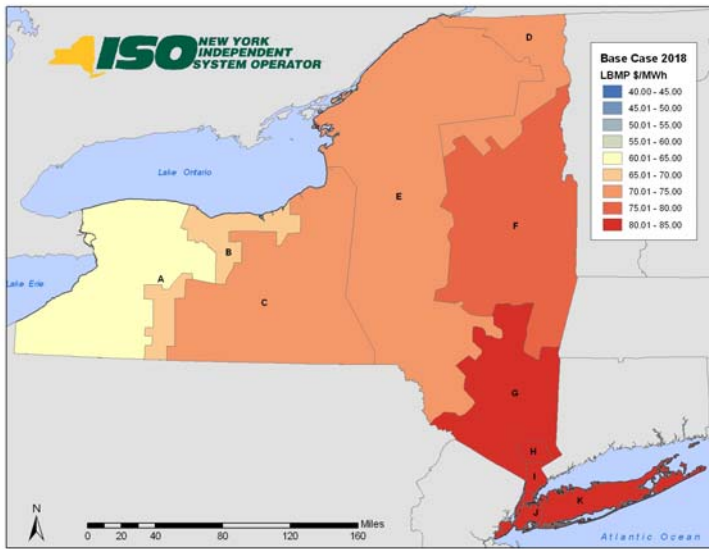 ISO
NEW YORK
INDEPENDENT
SYSTEM OPERATOR
D
Base Case 2018
LBMP $/MWh
40.00 - 45.00
45.01 - 50.00
50.01 - 55.00
55.01 - 60.00
60.01 - 65.00
65.01 - 70.00
70.01 - 75.00
75.01 - 80.00
80.01 - 85.00
Lake Ontario
E
F
B
A
Lake Erie
C
G
H
I
K
J
N
Miles
0 20 40 80 120 160
Atlantic Ocean